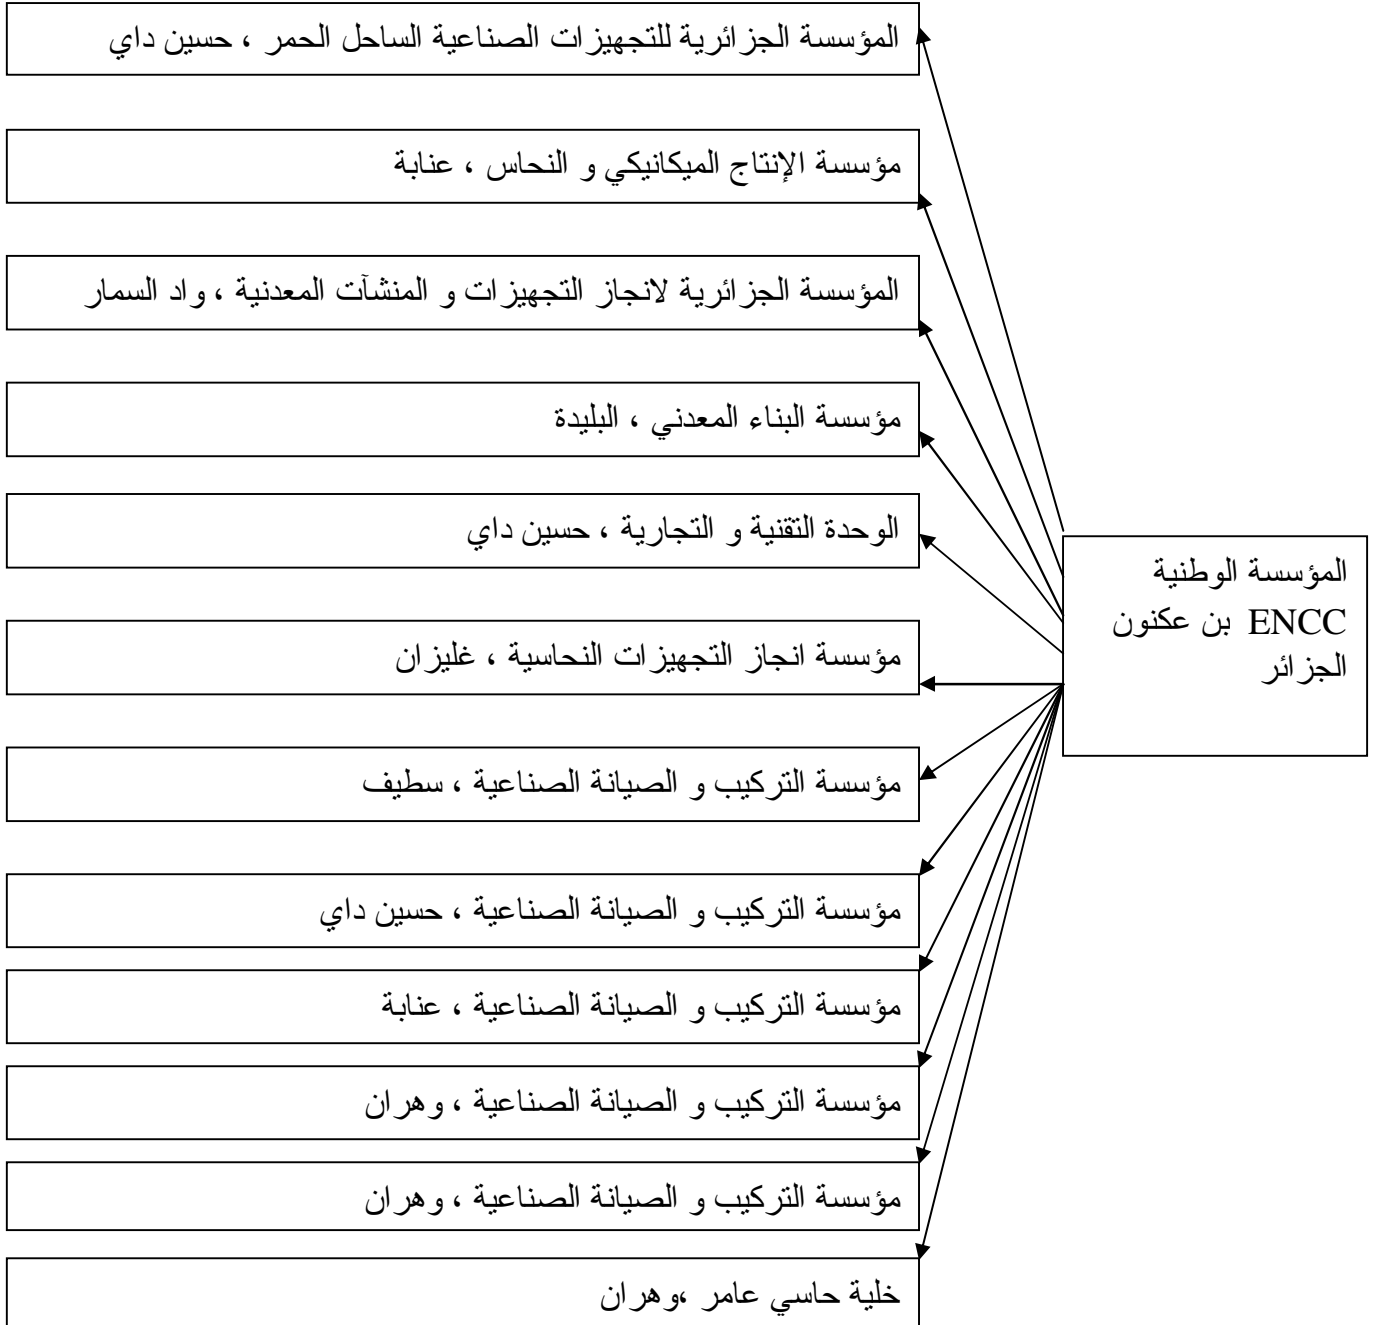 المؤسسة الجزائرية للتجهيزات الصناعية الساحل الحمر ، حسين داي
مؤسسة الإنتاج الميكانيكي و النحاس ، عنابة
المؤسسة الجزائرية لانجاز التجهيزات و المنشآت المعدنية ، واد السمار
مؤسسة البناء المعدني ، البليدة
الوحدة التقنية و التجارية ، حسين داي
المؤسسة الوطنية
ENCC بن عكنون
الجزائر
مؤسسة انجاز التجهيزات النحاسية ، غليزان
مؤسسة التركيب و الصيانة الصناعية ، سطيف
مؤسسة التركيب و الصيانة الصناعية ، حسين داي
مؤسسة التركيب و الصيانة الصناعية ، عنابة
مؤسسة التركيب و الصيانة الصناعية ، وهران
مؤسسة التركيب و الصيانة الصناعية ، وهران
خلية حاسي عامر ،وهران